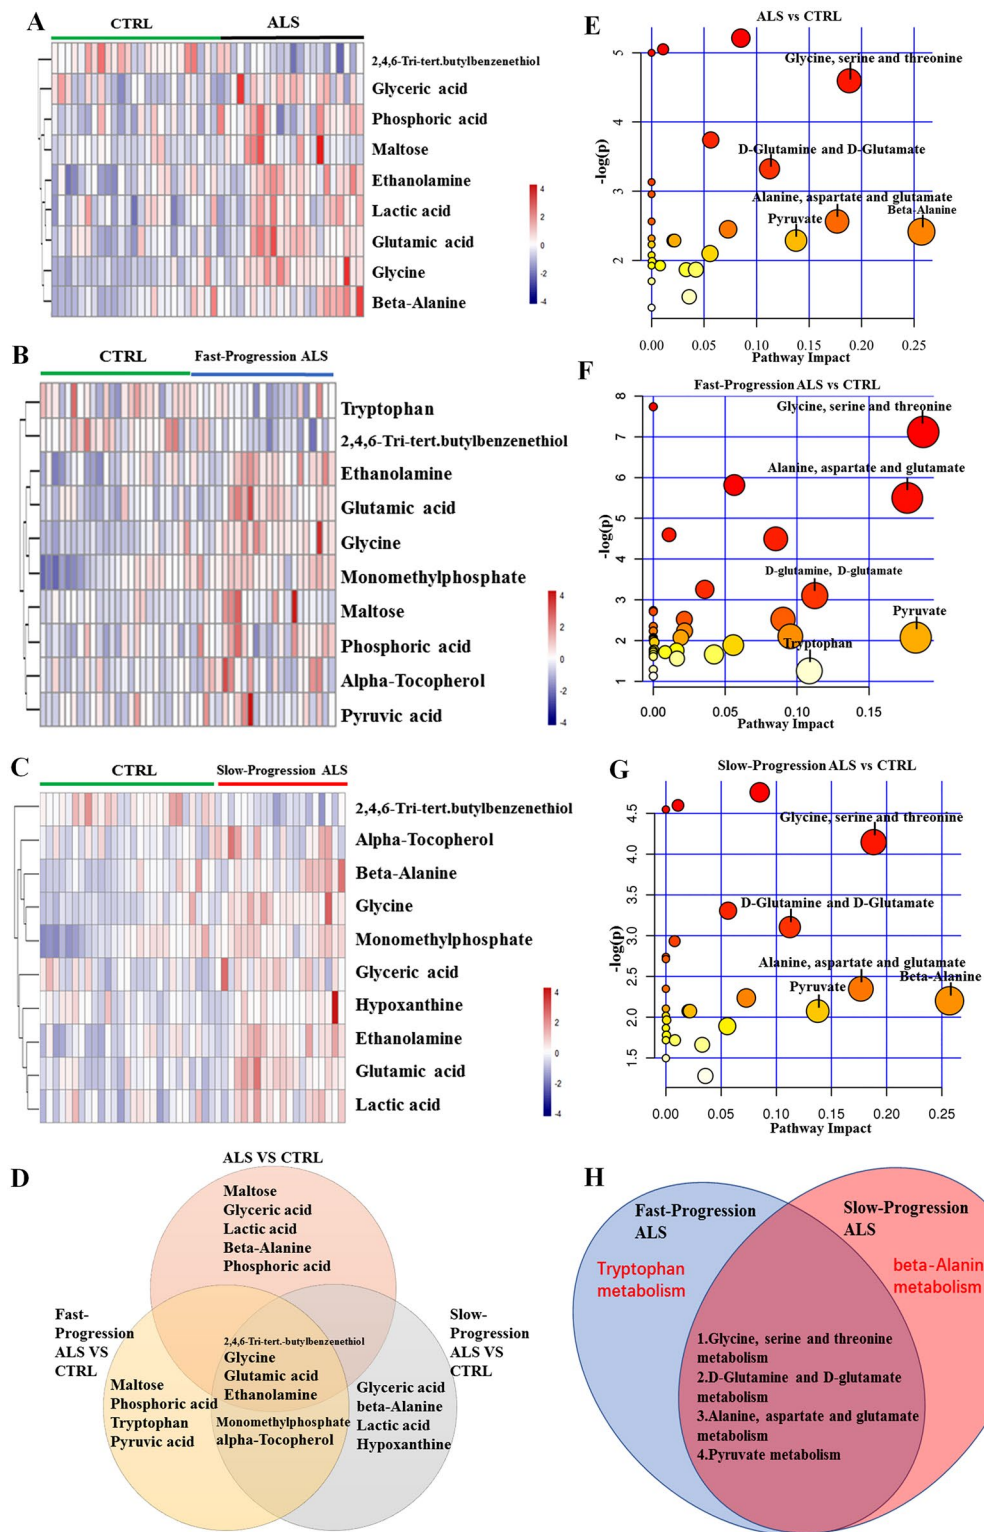 A
CTRL
ALS
2,4,6-Tri-tert.butylbenzenethiol
Glyceric acid
Phosphoric acid
Maltose
Ethanolamine
Lactic acid
Glutamic acid
Glycine
Beta-Alanine
4
2
0
-2
-4
B
CTRL
Fast-Progression ALS
Tryptophan
2,4,6-Tri-tert.butylbenzenethiol
Ethanolamine
Glutamic acid
Glycine
Monomethylphosphate
Maltose
Phosphoric acid
Alpha-Tocopherol
Pyruvic acid
4
2
0
-2
-4
C
CTRL
Slow-Progression ALS
2,4,6-Tri-tert.butylbenzenethiol
Alpha-Tocopherol
Beta-Alanine
Glycine
Monomethylphosphate
Glyceric acid
Hypoxanthine
Ethanolamine
Glutamic acid
Lactic acid
4
2
0
-2
-4
D
ALS VS CTRL
Maltose
Glyceric acid
Lactic acid
Beta-Alanine
Phosphoric acid
Fast-
Progression
ALS VS
CTRL
Slow-
Progression
ALS VS
CTRL
2,4,6-Tri-tert.-butylbenzenethiol
Glycine
Glutamic acid
Ethanolamine
Monomethylphosphate
alpha-Tocopherol
Maltose
Phosphoric acid
Tryptophan
Pyruvic acid
Glyceric acid
beta-Alanine
Lactic acid
Hypoxanthine
E
ALS vs CTRL
Glycine, serine and threonine
D-Glutamine and D-Glutamate
Alanine, aspartate and glutamate
Beta-Alanine
Pyruvate
-log(p)
5
4
3
2
0.00
0.05
0.10
0.15
0.20
0.25
Pathway Impact
F
Fast-Progression ALS vs CTRL
Glycine, serine and threonine
Alanine, aspartate and glutamate
D-glutamine, D-glutamate
Pyruvate
Tryptophan
-log(p)
8
7
6
5
4
3
2
1
0.00
0.05
0.10
0.15
Pathway Impact
G
Slow-Progression ALS vs CTRL
Glycine, serine and threonine
D-Glutamine and D-Glutamate
Alanine, aspartate and glutamate
Beta-Alanine
Pyruvate
-log(p)
4.5
4.0
3.5
3.0
2.5
2.0
1.5
0.00
0.05
0.10
0.15
0.20
0.25
Pathway Impact
H
Fast-Progression
ALS
Slow-Progression
ALS
Tryptophan
metabolism
beta-Alanin
metabolism
1.Glycine, serine and threonine
metabolism
2.D-Glutamine and D-glutamate
metabolism
3.Alanine, aspartate and glutamate
metabolism
4.Pyruvate metabolism